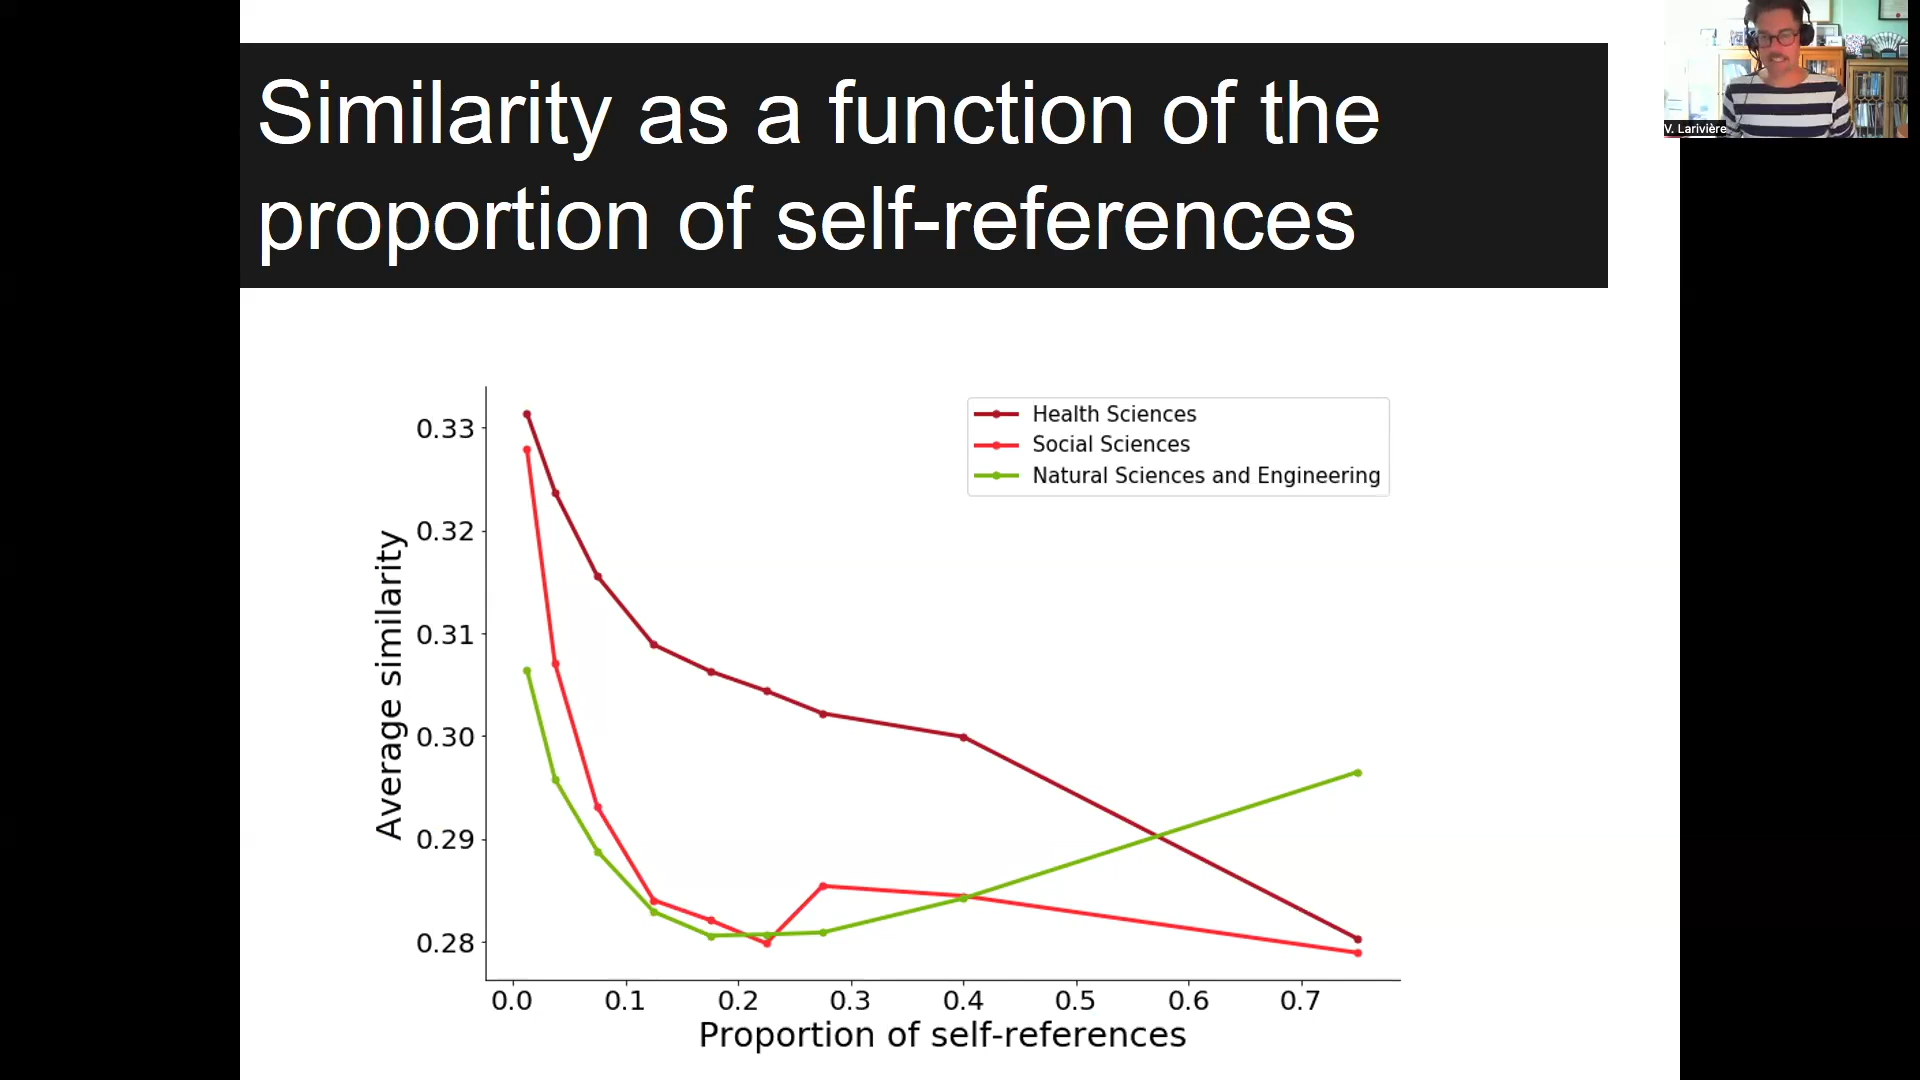 Similarity as a function of the
proportion of self-references
V. Larivière
Health Sciences
Social Sciences
Natural Sciences and Engineering
Average similarity
0.33
0.32
0.31
0.30
0.29
0.28
0.0 0.1 0.2 0.3 0.4 0.5 0.6 0.7
Proportion of self-references